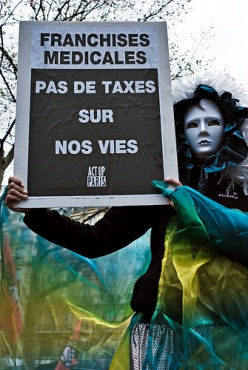 FRANCHISES
MEDICALES
PAS DE TAXES
SUR
NOS VIES
ACT UP
PARIS